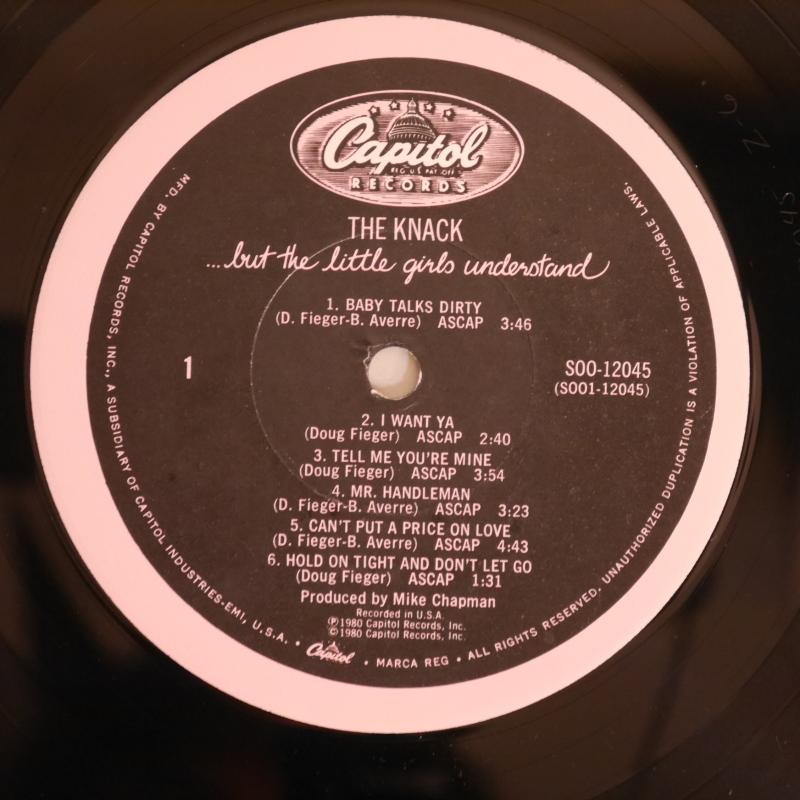 Capitol
REG. U.S. PAT. OFF.
RECORDS
THE KNACK
...but the little girls understand
1. BABY TALKS DIRTY
(D. Fieger-B. Averre) ASCAP 3:46
1
SOO-12045
(SOO1-12045)
2. I WANT YA
(Doug Fieger) ASCAP 2:40
3. TELL ME YOU'RE MINE
(Doug Fieger) ASCAP 3:54
4. MR. HANDLEMAN
(D. Fieger-B. Averre) ASCAP 3:23
5. CAN'T PUT A PRICE ON LOVE
(D. Fieger-B. Averre) ASCAP 4:43
6. HOLD ON TIGHT AND DON'T LET GO
(Doug Fieger) ASCAP 1:31
Produced by Mike Chapman
Recorded in U.S.A.
℗1980 Capitol Records, Inc.
©1980 Capitol Records, Inc.
MFD. BY CAPITOL RECORDS, INC., A SUBSIDIARY OF CAPITOL INDUSTRIES-EMI, U.S.A. • Capitol • MARCA REG • ALL RIGHTS RESERVED. UNAUTHORIZED DUPLICATION IS A VIOLATION OF APPLICABLE LAWS.